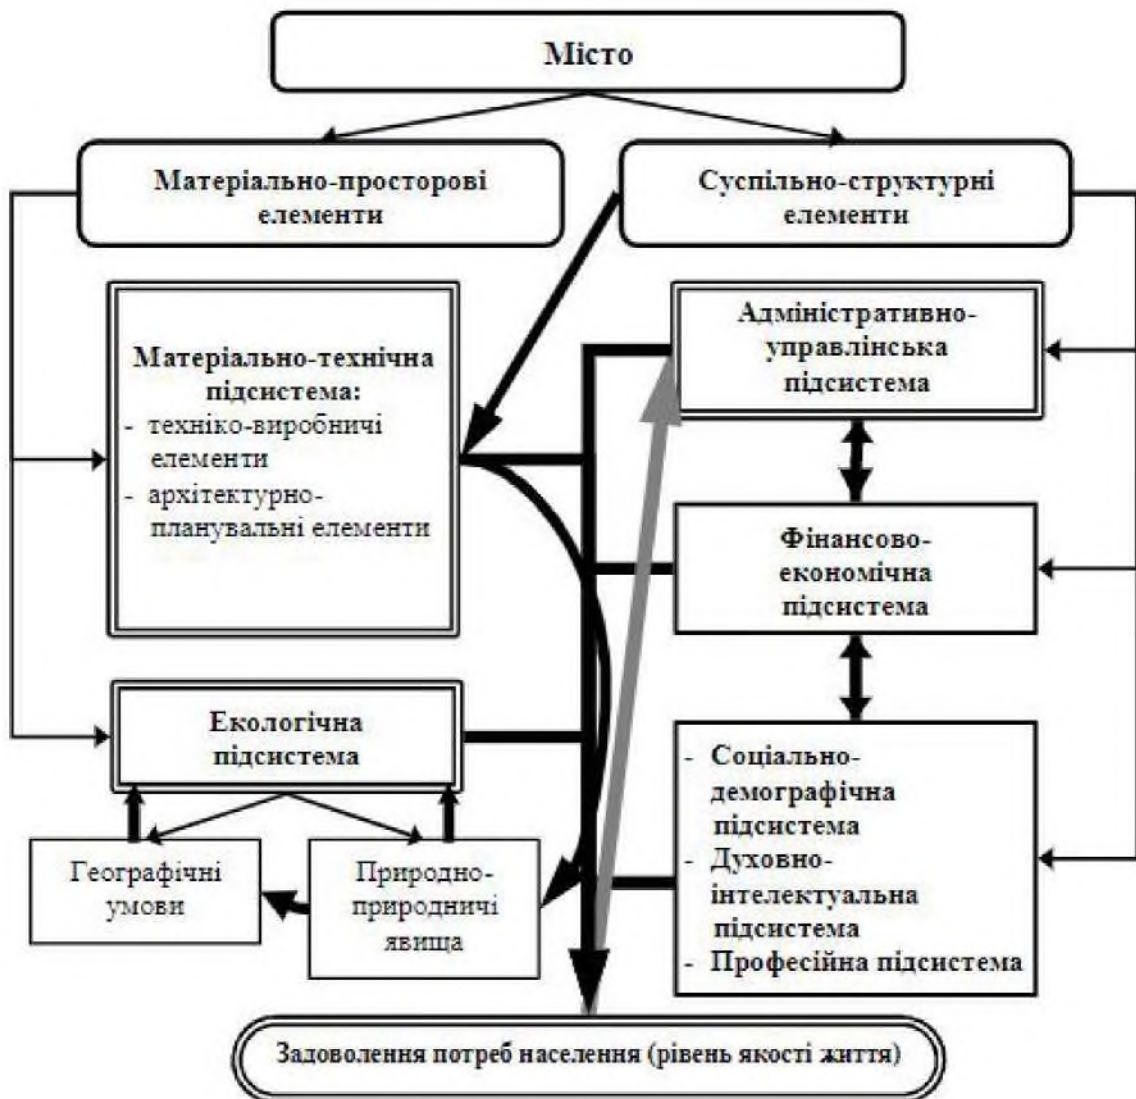 Місто
Матеріально-просторові
елементи
Суспільно-структурні
елементи
Матеріально-технічна
підсистема:
- техніко-виробничі
елементи
- архітектурно-
планувальні елементи
Адміністративно-
управлінська
підсистема
Фінансово-
економічна
підсистема
Екологічна
підсистема
Географічні
умови
Природно-
природничі
явища
- Соціально-
демографічна
підсистема
- Духовно-
інтелектуальна
підсистема
- Професійна підсистема
Задоволення потреб населення (рівень якості життя)